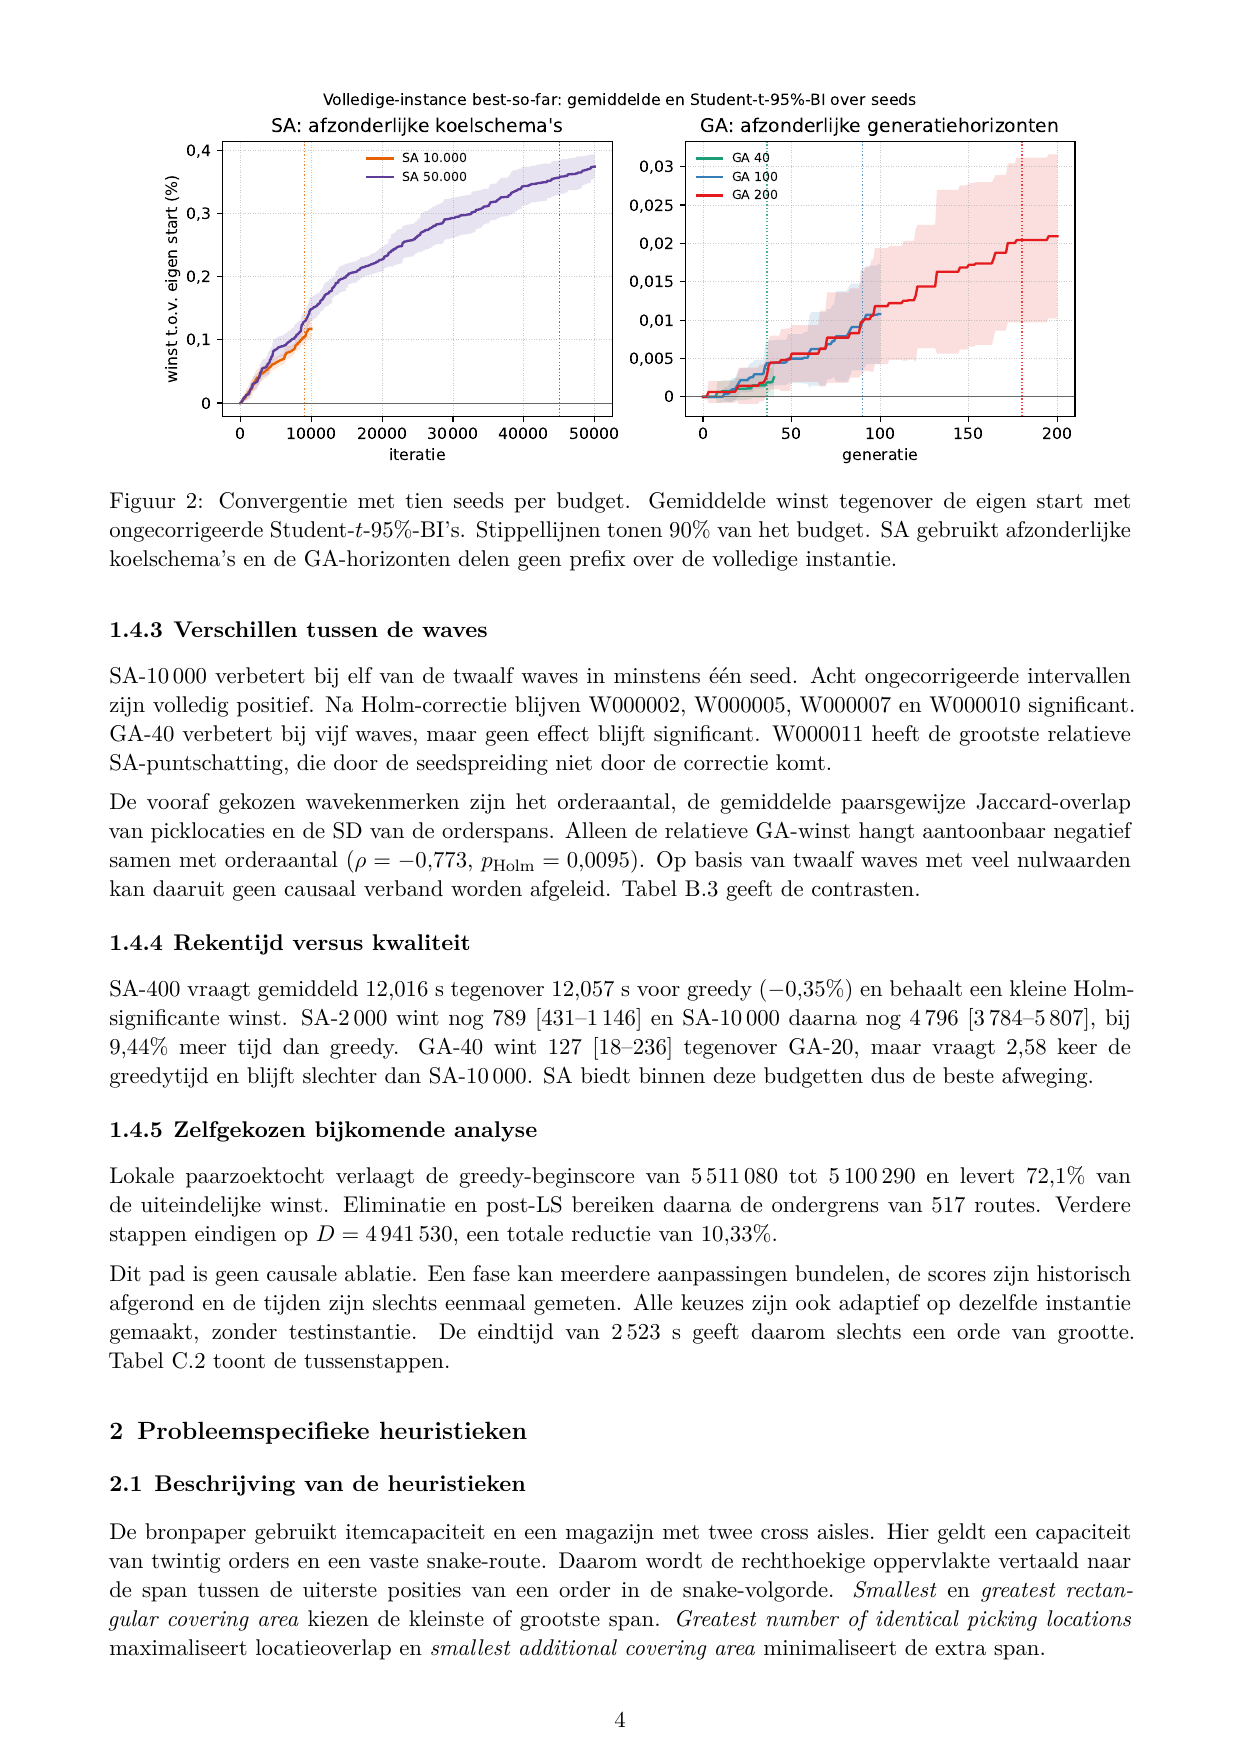 Volledige-instance best-so-far: gemiddelde en Student-t-95%-BI over seeds
SA: afzonderlijke koelschema's
winst t.o.v. eigen start (%)
0,4
0,3
0,2
0,1
0
SA 10.000
SA 50.000
0 10000 20000 30000 40000 50000
iteratie
GA: afzonderlijke generatiehorizonten
0,03
0,025
0,02
0,015
0,01
0,005
0
GA 40
GA 100
GA 200
0 50 100 150 200
generatie
Figuur 2: Convergentie met tien seeds per budget. Gemiddelde winst tegenover de eigen start met
ongecorrigeerde Student-t-95%-BI's. Stippellijnen tonen 90% van het budget. SA gebruikt afzonderlijke
koelschema's en de GA-horizonten delen geen prefix over de volledige instantie.
1.4.3 Verschillen tussen de waves
SA-10 000 verbetert bij elf van de twaalf waves in minstens één seed. Acht ongecorrigeerde intervallen
zijn volledig positief. Na Holm-correctie blijven W000002, W000005, W000007 en W000010 significant.
GA-40 verbetert bij vijf waves, maar geen effect blijft significant. W000011 heeft de grootste relatieve
SA-puntschatting, die door de seedspreiding niet door de correctie komt.
De vooraf gekozen wavekenmerken zijn het orderaantal, de gemiddelde paarsgewijze Jaccard-overlap
van picklocaties en de SD van de orderspans. Alleen de relatieve GA-winst hangt aantoonbaar negatief
samen met orderaantal (ρ = −0,773, pHolm = 0,0095). Op basis van twaalf waves met veel nulwaarden
kan daaruit geen causaal verband worden afgeleid. Tabel B.3 geeft de contrasten.
1.4.4 Rekentijd versus kwaliteit
SA-400 vraagt gemiddeld 12,016 s tegenover 12,057 s voor greedy (−0,35%) en behaalt een kleine Holm-
significante winst. SA-2 000 wint nog 789 [431–1 146] en SA-10 000 daarna nog 4 796 [3 784–5 807], bij
9,44% meer tijd dan greedy. GA-40 wint 127 [18–236] tegenover GA-20, maar vraagt 2,58 keer de
greedytijd en blijft slechter dan SA-10 000. SA biedt binnen deze budgetten dus de beste afweging.
1.4.5 Zelfgekozen bijkomende analyse
Lokale paarzoektocht verlaagt de greedy-beginscore van 5 511 080 tot 5 100 290 en levert 72,1% van
de uiteindelijke winst. Eliminatie en post-LS bereiken daarna de ondergrens van 517 routes. Verdere
stappen eindigen op D = 4 941 530, een totale reductie van 10,33%.
Dit pad is geen causale ablatie. Een fase kan meerdere aanpassingen bundelen, de scores zijn historisch
afgerond en de tijden zijn slechts eenmaal gemeten. Alle keuzes zijn ook adaptief op dezelfde instantie
gemaakt, zonder testinstantie. De eindtijd van 2 523 s geeft daarom slechts een orde van grootte.
Tabel C.2 toont de tussenstappen.
2 Probleemspecifieke heuristieken
2.1 Beschrijving van de heuristieken
De bronpaper gebruikt itemcapaciteit en een magazijn met twee cross aisles. Hier geldt een capaciteit
van twintig orders en een vaste snake-route. Daarom wordt de rechthoekige oppervlakte vertaald naar
de span tussen de uiterste posities van een order in de snake-volgorde. Smallest en greatest rectan-
gular covering area kiezen de kleinste of grootste span. Greatest number of identical picking locations
maximaliseert locatieoverlap en smallest additional covering area minimaliseert de extra span.
4